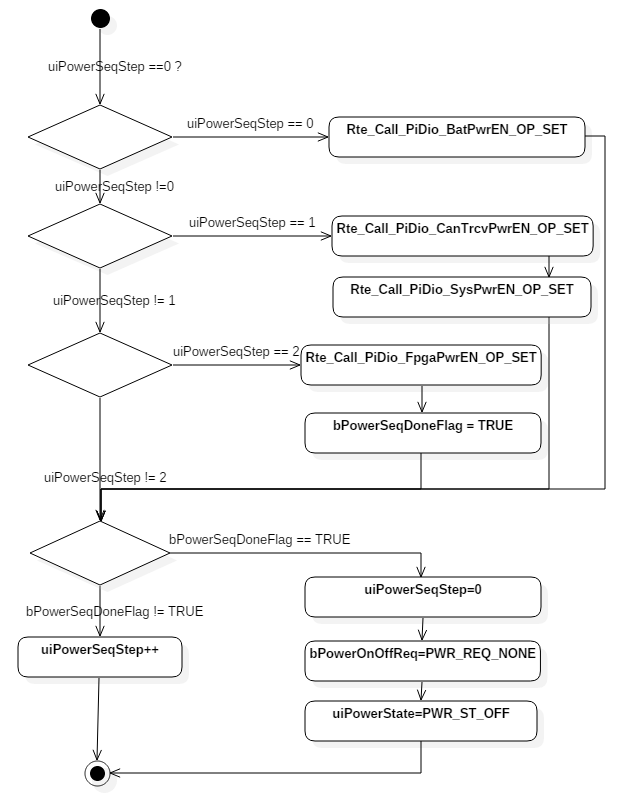 uiPowerSeqStep ==0 ?
uiPowerSeqStep == 0
Rte_Call_PiDio_BatPwrEN_OP_SET
uiPowerSeqStep !=0
uiPowerSeqStep == 1
Rte_Call_PiDio_CanTrcvPwrEN_OP_SET
Rte_Call_PiDio_SysPwrEN_OP_SET
uiPowerSeqStep != 1
uiPowerSeqStep == 2
Rte_Call_PiDio_FpgaPwrEN_OP_SET
bPowerSeqDoneFlag = TRUE
uiPowerSeqStep != 2
bPowerSeqDoneFlag == TRUE
uiPowerSeqStep=0
bPowerSeqDoneFlag != TRUE
uiPowerSeqStep++
bPowerOnOffReq=PWR_REQ_NONE
uiPowerState=PWR_ST_OFF